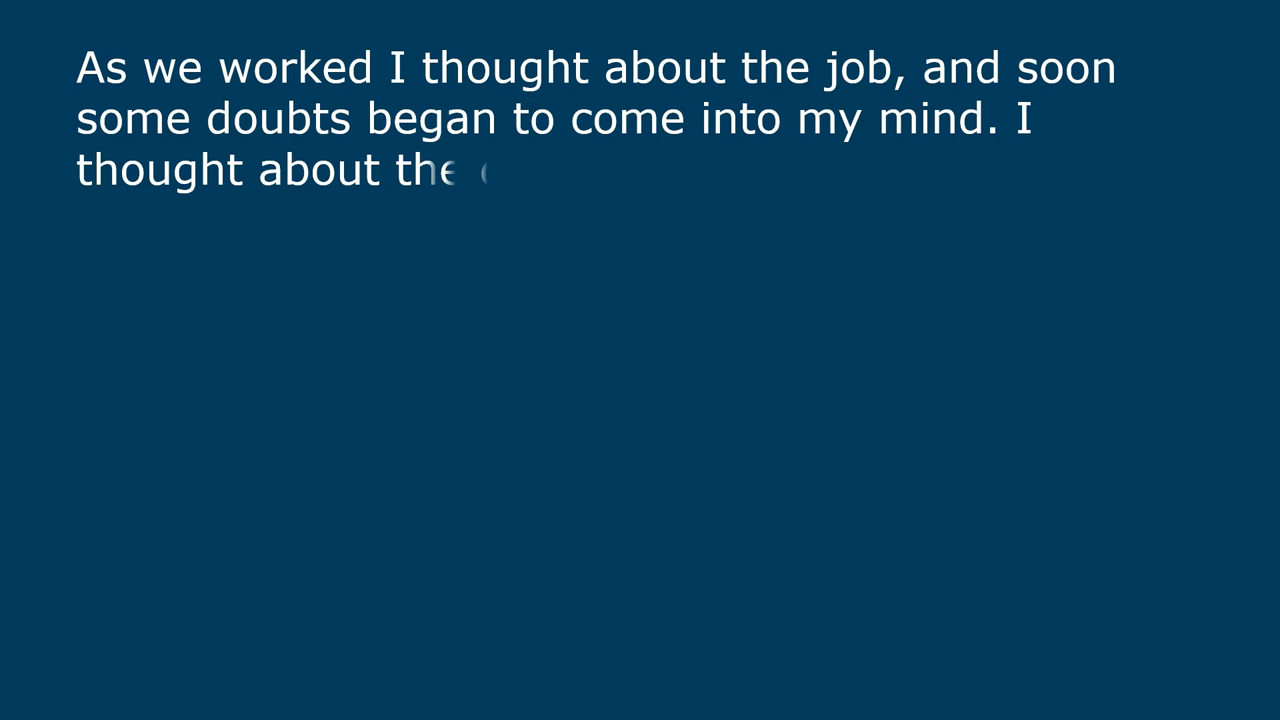 As we worked I thought about the job, and soon
some doubts began to come into my mind. I
thought about the